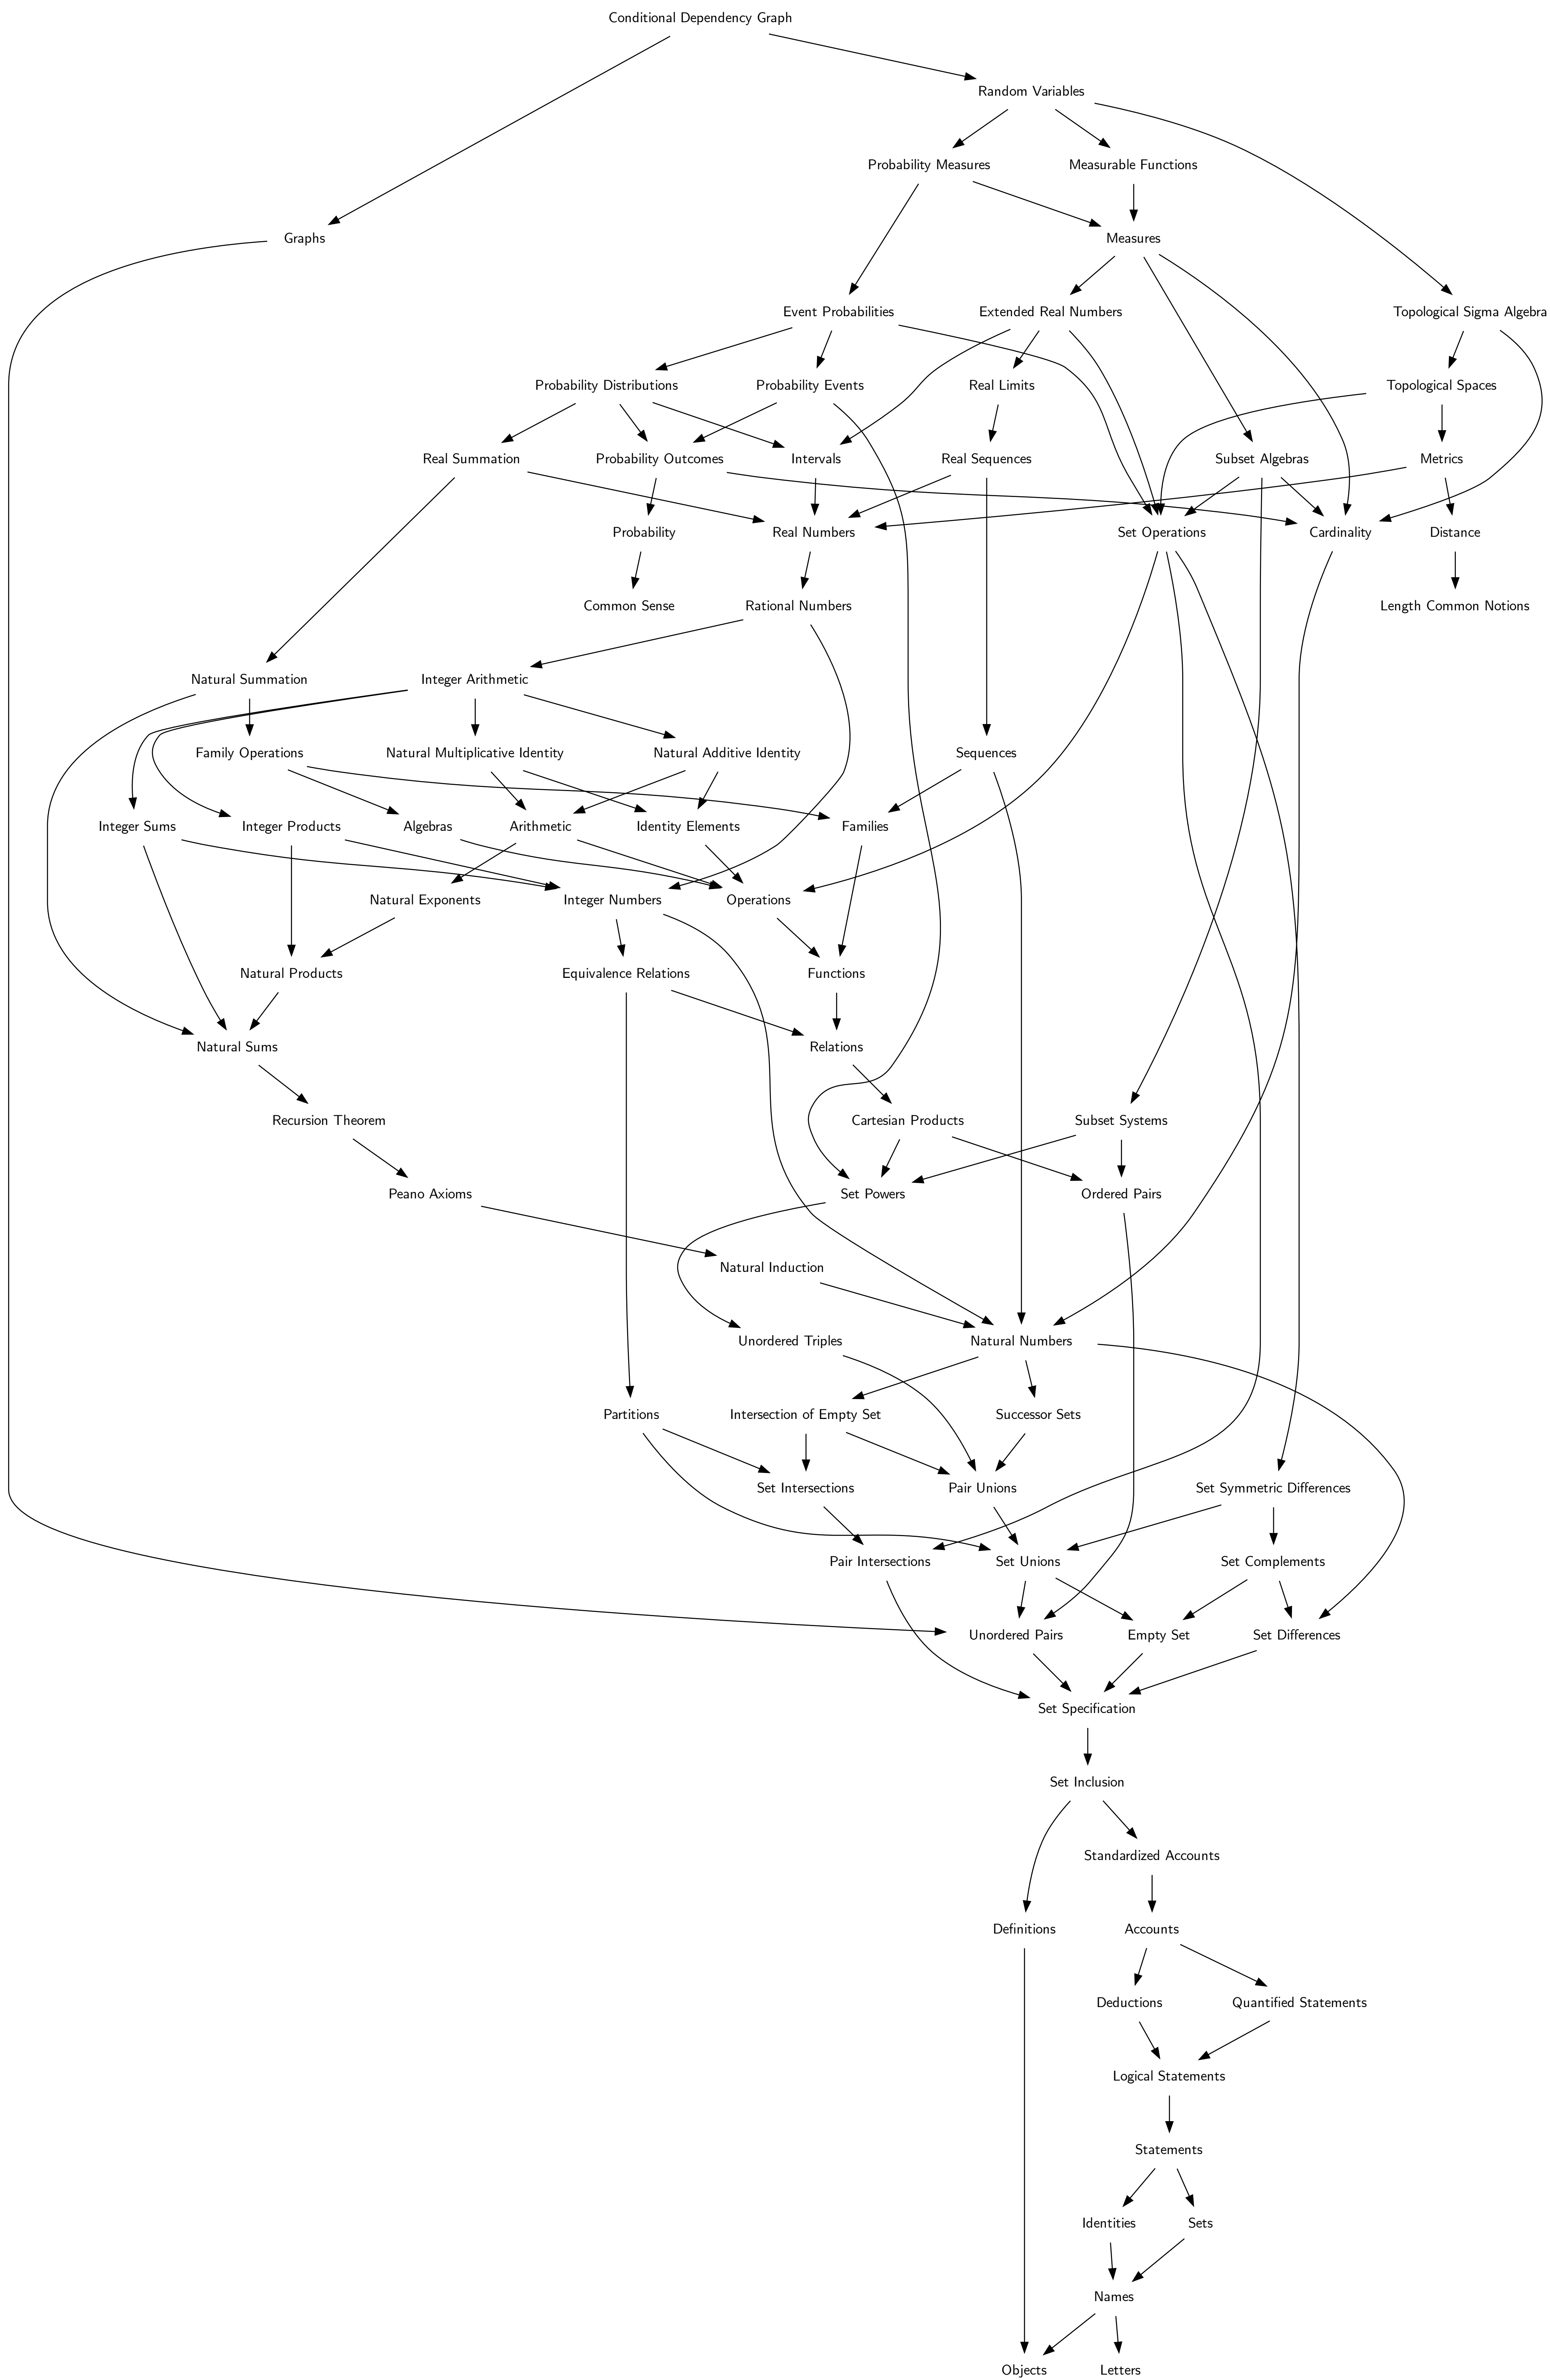 Conditional Dependency Graph
Random Variables
Probability Measures
Measurable Functions
Graphs
Measures
Event Probabilities
Extended Real Numbers
Topological Sigma Algebra
Probability Distributions
Probability Events
Real Limits
Topological Spaces
Real Summation
Probability Outcomes
Intervals
Real Sequences
Subset Algebras
Metrics
Probability
Real Numbers
Set Operations
Cardinality
Distance
Common Sense
Rational Numbers
Length Common Notions
Natural Summation
Integer Arithmetic
Family Operations
Natural Multiplicative Identity
Natural Additive Identity
Sequences
Integer Sums
Integer Products
Algebras
Arithmetic
Identity Elements
Families
Natural Exponents
Integer Numbers
Operations
Natural Products
Equivalence Relations
Functions
Natural Sums
Relations
Recursion Theorem
Cartesian Products
Subset Systems
Peano Axioms
Set Powers
Ordered Pairs
Natural Induction
Unordered Triples
Natural Numbers
Partitions
Intersection of Empty Set
Successor Sets
Set Intersections
Pair Unions
Set Symmetric Differences
Pair Intersections
Set Unions
Set Complements
Unordered Pairs
Empty Set
Set Differences
Set Specification
Set Inclusion
Standardized Accounts
Definitions
Accounts
Deductions
Quantified Statements
Logical Statements
Statements
Identities
Sets
Names
Objects
Letters